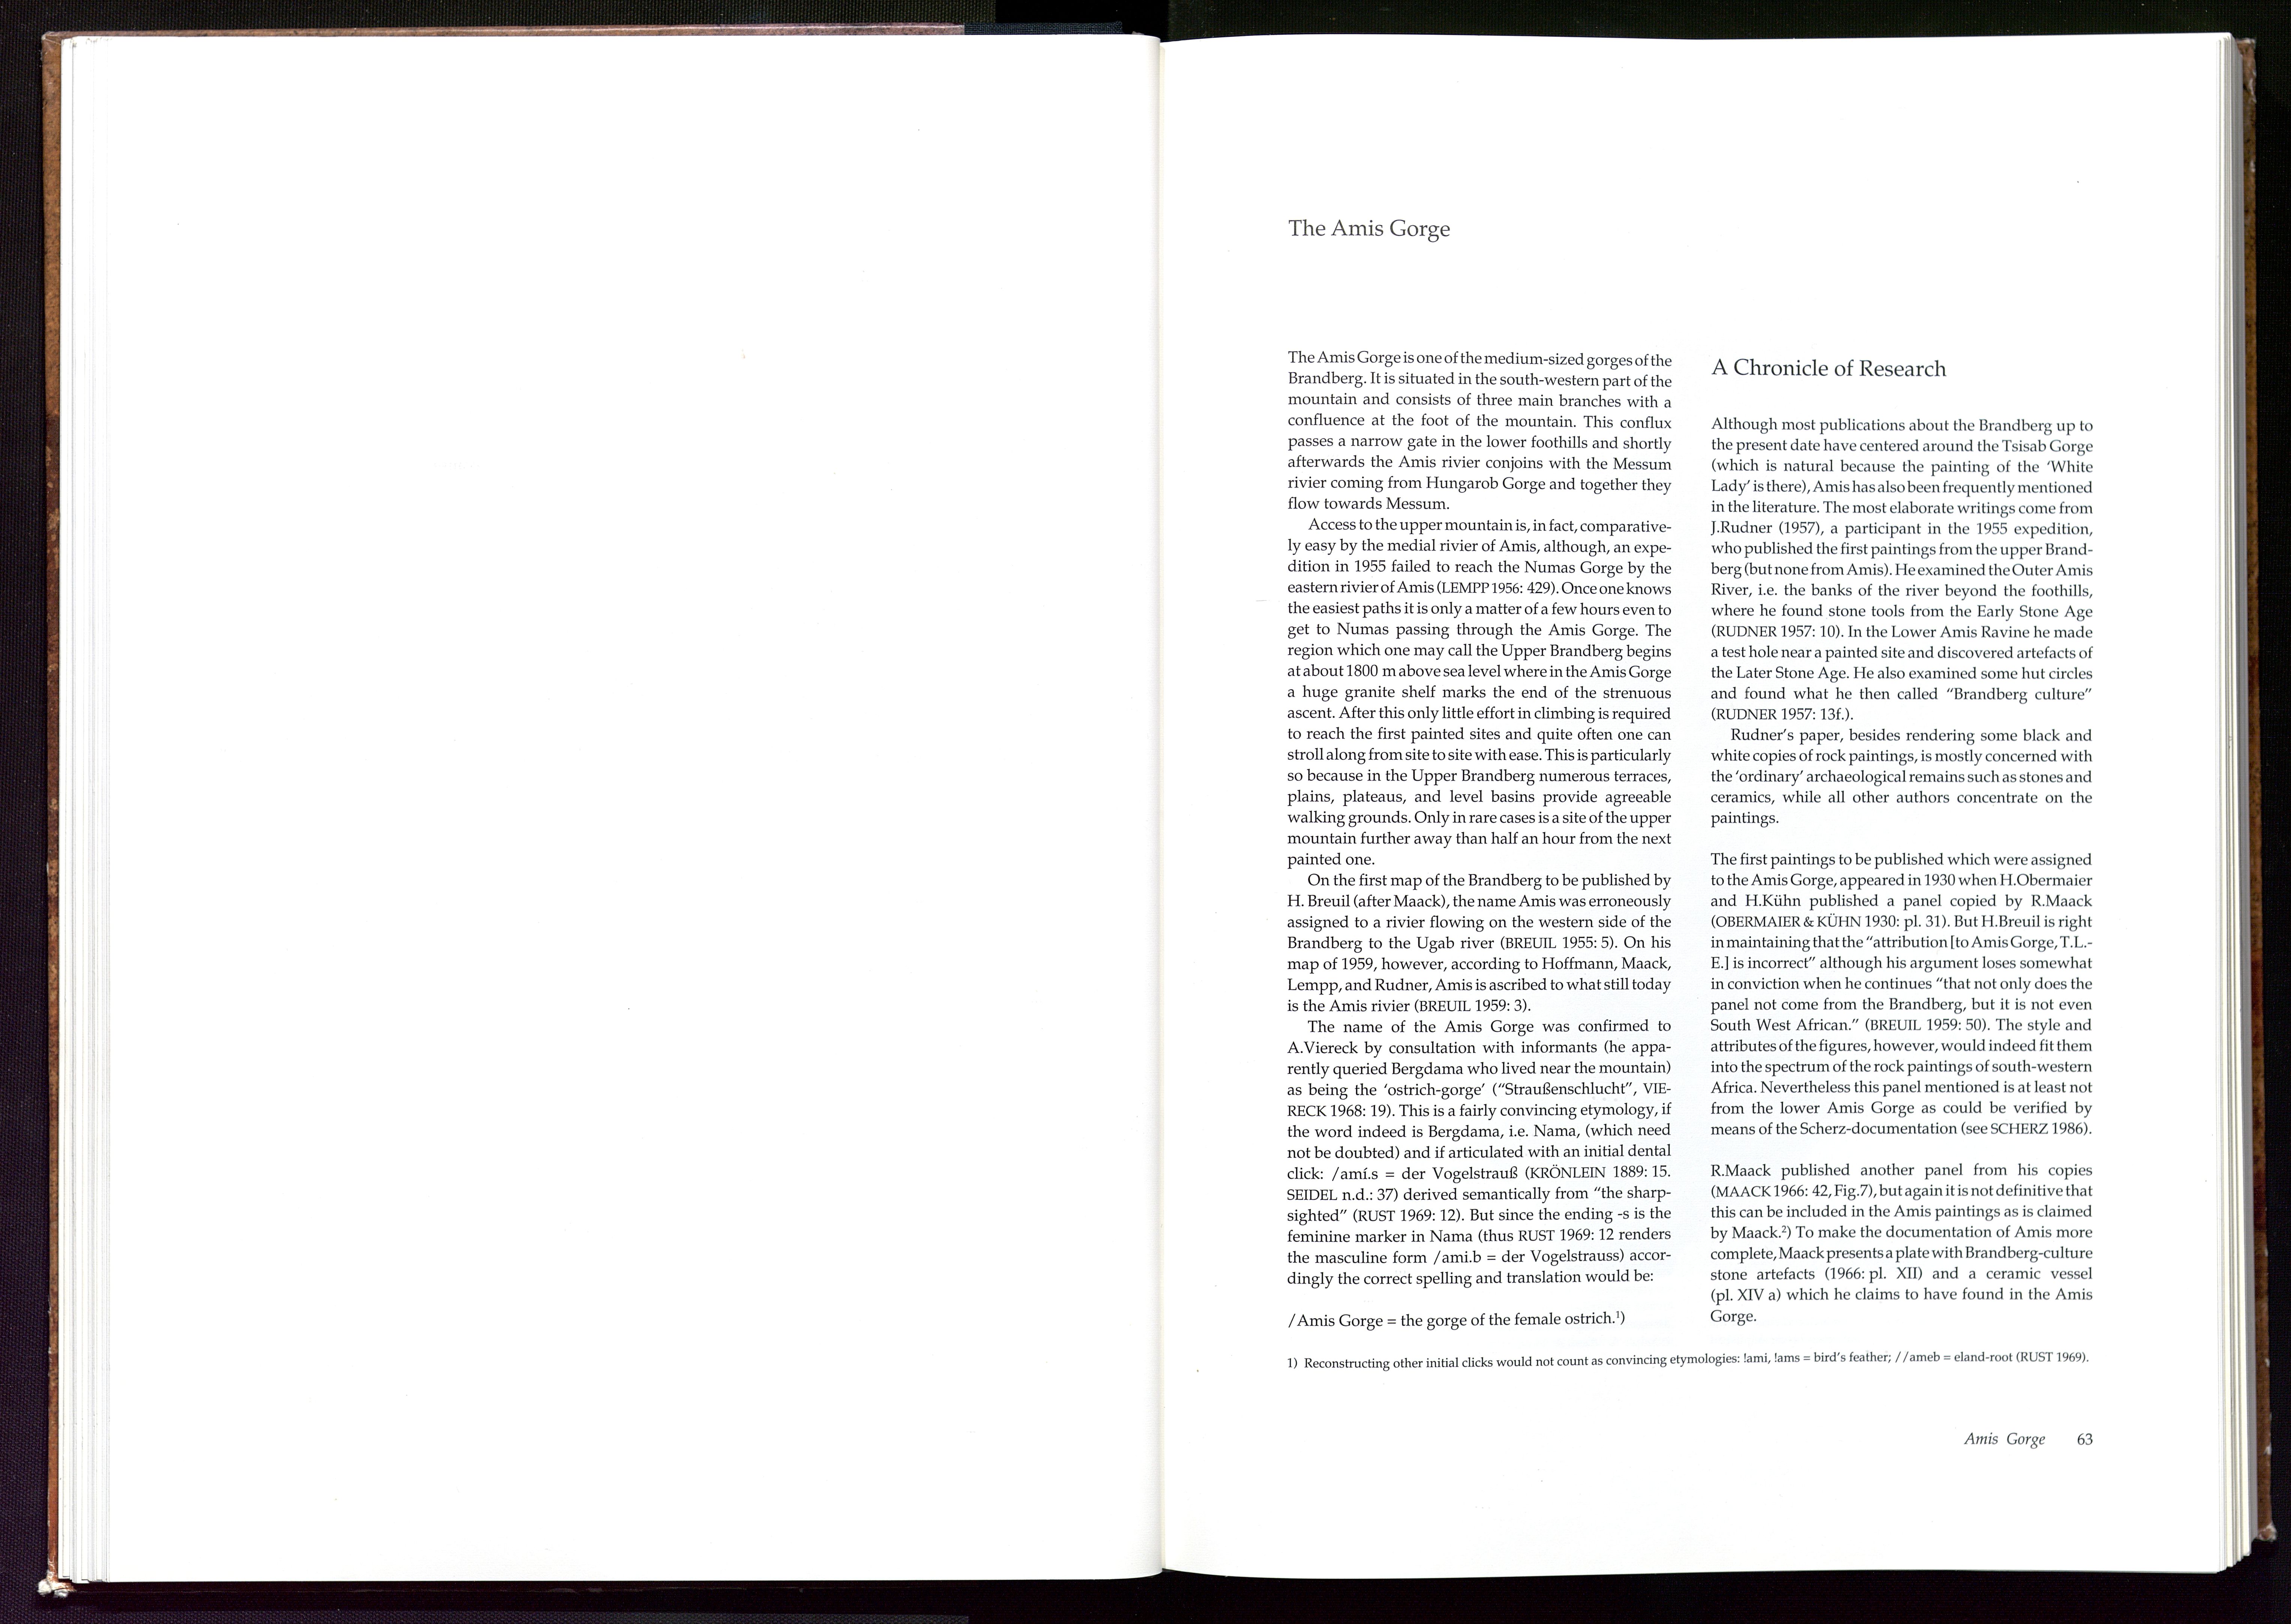 The Amis Gorge
The Amis Gorge is one of the medium-sized gorges of the
Brandberg. It is situated in the south-western part of the
mountain and consists of three main branches with a
confluence at the foot of the mountain. This conflux
passes a narrow gate in the lower foothills and shortly
afterwards the Amis rivier conjoins with the Messum
rivier coming from Hungarob Gorge and together they
flow towards Messum.
Access to the upper mountain is, in fact, comparative-
ly easy by the medial rivier of Amis, although, an expe-
dition in 1955 failed to reach the Numas Gorge by the
eastern rivier of Amis (LEMPP 1956: 429). Once one knows
the easiest paths it is only a matter of a few hours even to
get to Numas passing through the Amis Gorge. The
region which one may call the Upper Brandberg begins
at about 1800 m above sea level where in the Amis Gorge
a huge granite shelf marks the end of the strenuous
ascent. After this only little effort in climbing is required
to reach the first painted sites and quite often one can
stroll along from site to site with ease. This is particularly
so because in the Upper Brandberg numerous terraces,
plains, plateaus, and level basins provide agreeable
walking grounds. Only in rare cases is a site of the upper
mountain further away than half an hour from the next
painted one.
On the first map of the Brandberg to be published by
H. Breuil (after Maack), the name Amis was erroneously
assigned to a rivier flowing on the western side of the
Brandberg to the Ugab river (BREUIL 1955: 5). On his
map of 1959, however, according to Hoffmann, Maack,
Lempp, and Rudner, Amis is ascribed to what still today
is the Amis rivier (BREUIL 1959: 3).
The name of the Amis Gorge was confirmed to
A.Viereck by consultation with informants (he appa-
rently queried Bergdama who lived near the mountain)
as being the 'ostrich-gorge' ("Straußenschlucht", VIE-
RECK 1968: 19). This is a fairly convincing etymology, if
the word indeed is Bergdama, i.e. Nama, (which need
not be doubted) and if articulated with an initial dental
click: /amí.s = der Vogelstrauß (KRÖNLEIN 1889: 15.
SEIDEL n.d.: 37) derived semantically from "the sharp-
sighted" (RUST 1969: 12). But since the ending -s is the
feminine marker in Nama (thus RUST 1969: 12 renders
the masculine form /ami.b = der Vogelstrauss) accor-
dingly the correct spelling and translation would be:
/Amis Gorge = the gorge of the female ostrich.¹)
A Chronicle of Research
Although most publications about the Brandberg up to
the present date have centered around the Tsisab Gorge
(which is natural because the painting of the 'White
Lady' is there), Amis has also been frequently mentioned
in the literature. The most elaborate writings come from
J.Rudner (1957), a participant in the 1955 expedition,
who published the first paintings from the upper Brand-
berg (but none from Amis). He examined the Outer Amis
River, i.e. the banks of the river beyond the foothills,
where he found stone tools from the Early Stone Age
(RUDNER 1957: 10). In the Lower Amis Ravine he made
a test hole near a painted site and discovered artefacts of
the Later Stone Age. He also examined some hut circles
and found what he then called "Brandberg culture"
(RUDNER 1957: 13f.).
Rudner's paper, besides rendering some black and
white copies of rock paintings, is mostly concerned with
the 'ordinary' archaeological remains such as stones and
ceramics, while all other authors concentrate on the
paintings.
The first paintings to be published which were assigned
to the Amis Gorge, appeared in 1930 when H.Obermaier
and H.Kühn published a panel copied by R.Maack
(OBERMAIER & KÜHN 1930: pl. 31). But H.Breuil is right
in maintaining that the "attribution [to Amis Gorge, T.L.-
E.] is incorrect" although his argument loses somewhat
in conviction when he continues "that not only does the
panel not come from the Brandberg, but it is not even
South West African." (BREUIL 1959: 50). The style and
attributes of the figures, however, would indeed fit them
into the spectrum of the rock paintings of south-western
Africa. Nevertheless this panel mentioned is at least not
from the lower Amis Gorge as could be verified by
means of the Scherz-documentation (see SCHERZ 1986).
R.Maack published another panel from his copies
(MAACK 1966: 42, Fig.7), but again it is not definitive that
this can be included in the Amis paintings as is claimed
by Maack.²) To make the documentation of Amis more
complete, Maack presents a plate with Brandberg-culture
stone artefacts (1966: pl. XII) and a ceramic vessel
(pl. XIV a) which he claims to have found in the Amis
Gorge.
1) Reconstructing other initial clicks would not count as convincing etymologies: !ami, !ams = bird's feather; //ameb = eland-root (RUST 1969).
Amis Gorge 63